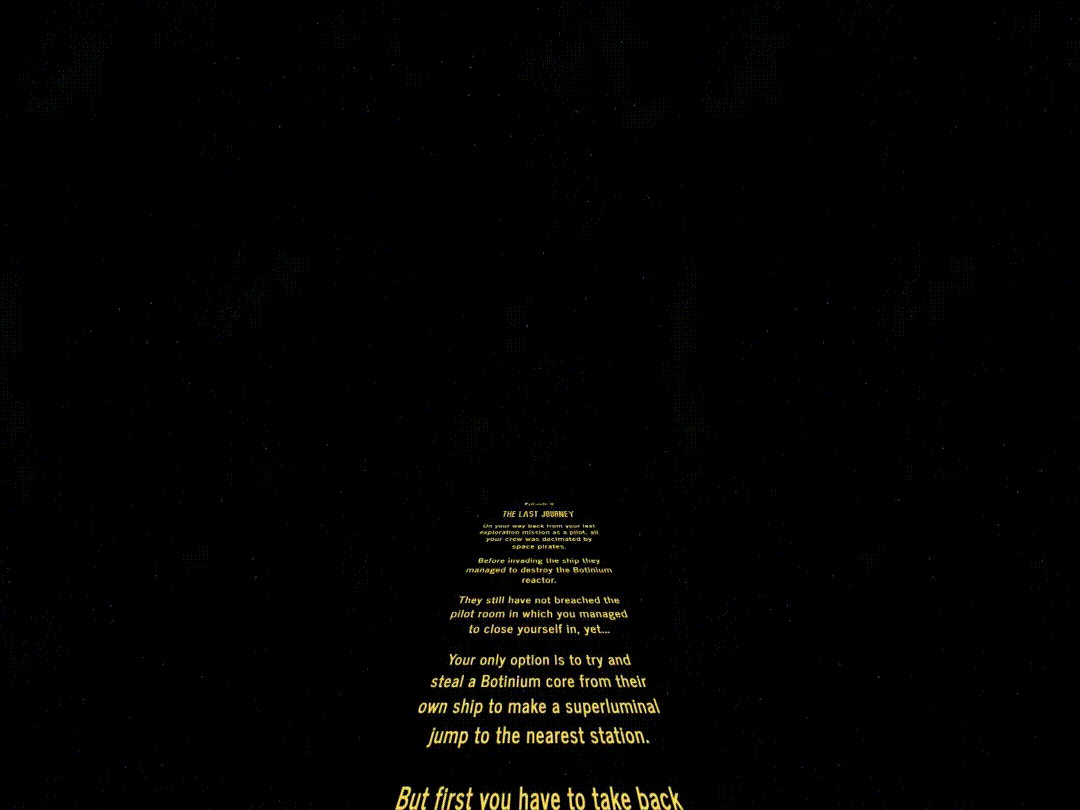 THE LAST JOURNEY
On your way back from your last
exploration mission as a pilot, all
your crew was decimated by
space pirates.
Before invading the ship they
managed to destroy the Botinium
reactor.
They still have not breached the
pilot room in which you managed
to close yourself in, yet...
Your only option is to try and
steal a Botinium core from their
own ship to make a superluminal
jump to the nearest station.
But first you have to take back